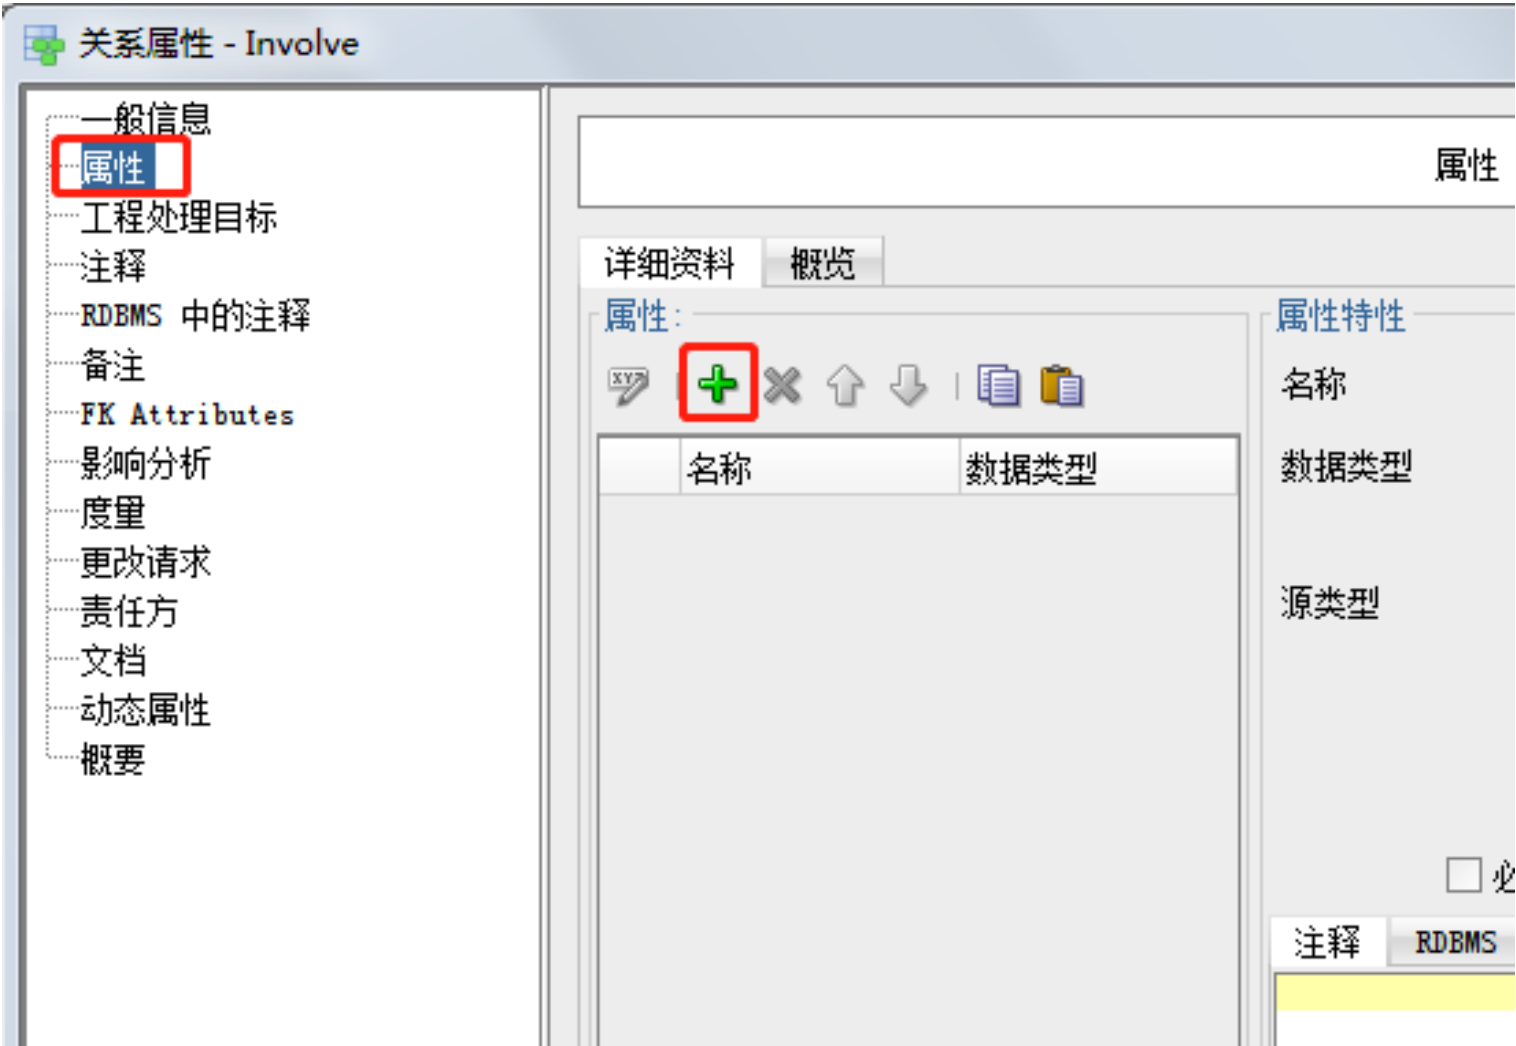 关系属性 - Involve
一般信息
属性
工程处理目标
注释
RDBMS 中的注释
备注
FK Attributes
影响分析
度量
更改请求
责任方
文档
动态属性
概要
属性
详细资料 概览
属性:
XY
名称 数据类型
属性特性
名称
数据类型
源类型
必
注释 RDBMS